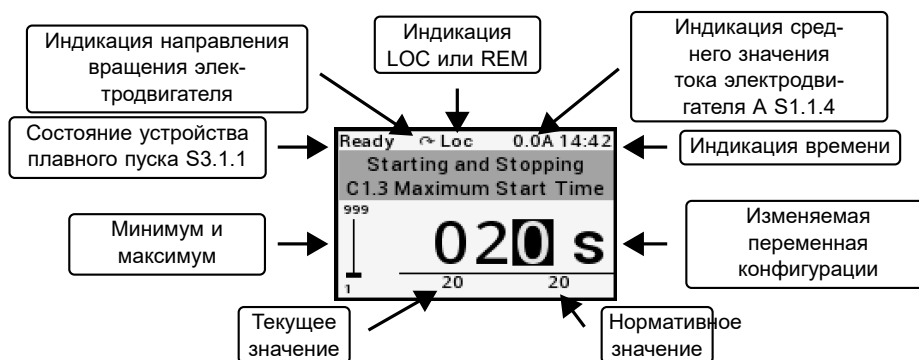 Индикация направления
вращения элек-
тродвигателя
Индикация
LOC или REM
Индикация сред-
него значения
тока электродви-
гателя A S1.1.4
Состояние устройства
плавного пуска S3.1.1
Ready Loc 0.0A 14:42
Индикация времени
Starting and Stopping
C1.3 Maximum Start Time
Минимум и
максимум
999
020 s
1
20 20
Изменяемая
переменная
конфигурации
Текущее
значение
Нормативное
значение